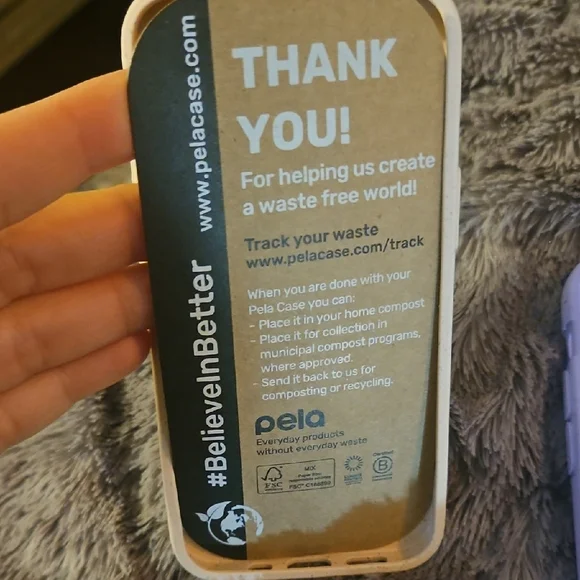 www.pelacase.com
#BelieveInBetter
THANK
YOU!
For helping us create
a waste free world!
Track your waste
www.pelacase.com/track
When you are done with your
Pela Case you can:
- Place it in your home compost
- Place it for collection in
municipal compost programs,
where approved.
- Send it back to us for
composting or recycling.
pela
Everyday products
without everyday waste
FSC
MIX
Certified
B